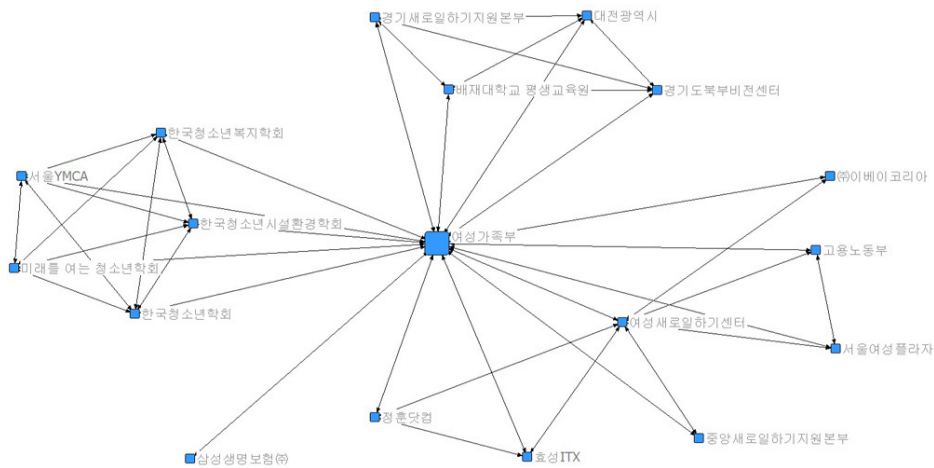 경기새로일하기지원본부
대전광역시
배재대학교 평생교육원
경기도북부비전센터
한국청소년복지학회
서울YMCA
㈜이베이코리아
한국청소년시설환경학회
여성가족부
고용노동부
미래를 여는 청소년학회
한국청소년학회
여성새로일하기센터
서울여성플라자
정훈닷컴
중앙새로일하기지원본부
삼성생명보험㈜
효성ITX